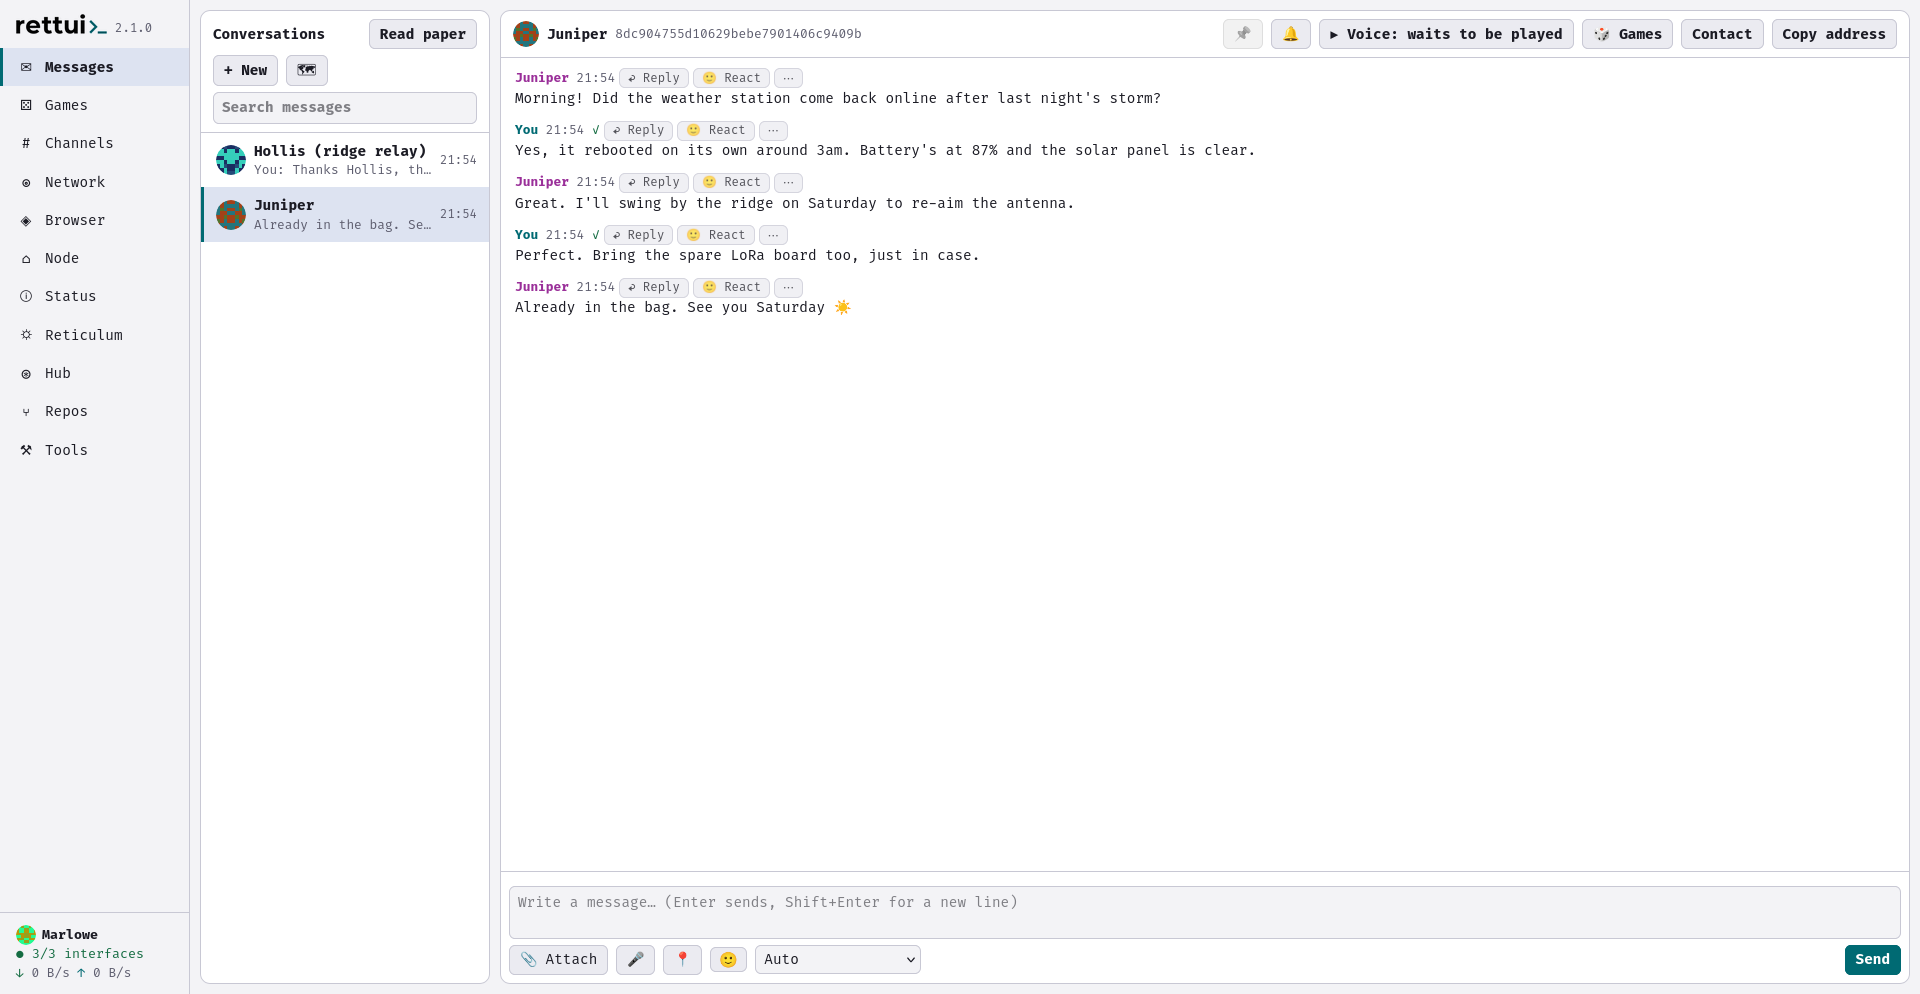 rettui>_ 2.1.0
Messages
Games
# Channels
Network
Browser
Node
Status
Reticulum
Hub
Repos
Tools
Marlowe
● 3/3 interfaces
↓ 0 B/s ↑ 0 B/s
Conversations
Read paper
+ New
Search messages
Hollis (ridge relay)
21:54
You: Thanks Hollis, th…
Juniper
21:54
Already in the bag. Se…
Juniper 8dc904755d10629bebe7901406c9409b
▶ Voice: waits to be played
Games
Contact
Copy address
Juniper 21:54 Reply React ⋯
Morning! Did the weather station come back online after last night's storm?
You 21:54 ✓ Reply React ⋯
Yes, it rebooted on its own around 3am. Battery's at 87% and the solar panel is clear.
Juniper 21:54 Reply React ⋯
Great. I'll swing by the ridge on Saturday to re-aim the antenna.
You 21:54 ✓ Reply React ⋯
Perfect. Bring the spare LoRa board too, just in case.
Juniper 21:54 Reply React ⋯
Already in the bag. See you Saturday ☀️
Write a message… (Enter sends, Shift+Enter for a new line)
Attach
Auto
Send